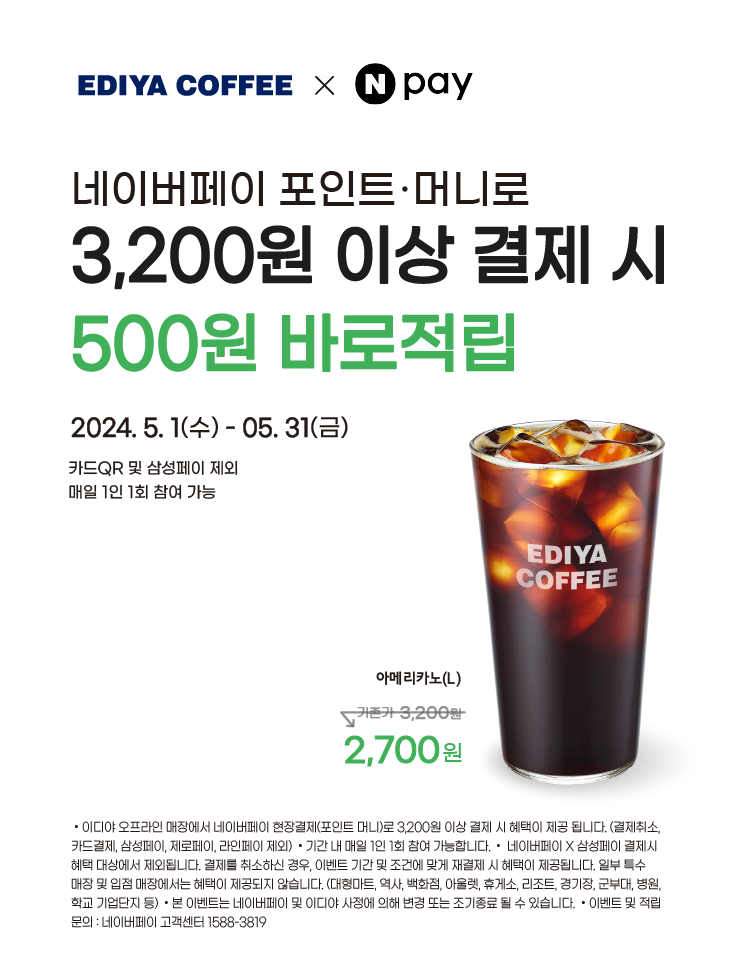 EDIYA COFFEE × N pay
네이버페이 포인트·머니로
3,200원 이상 결제 시
500원 바로적립
2024. 5. 1(수) - 05. 31(금)
카드QR 및 삼성페이 제외
매일 1인 1회 참여 가능
EDIYA
COFFEE
아메리카노(L)
기존가 3,200원
2,700원
• 이디야 오프라인 매장에서 네이버페이 현장결제(포인트 머니)로 3,200원 이상 결제 시 혜택이 제공 됩니다. (결제취소,
카드결제, 삼성페이, 제로페이, 라인페이 제외) • 기간 내 매일 1인 1회 참여 가능합니다. • 네이버페이 X 삼성페이 결제시
혜택 대상에서 제외됩니다. 결제를 취소하신 경우, 이벤트 기간 및 조건에 맞게 재결제 시 혜택이 제공됩니다. 일부 특수
매장 및 입점 매장에서는 혜택이 제공되지 않습니다. (대형마트, 역사, 백화점, 아울렛, 휴게소, 리조트, 경기장, 군부대, 병원,
학교 기업단지 등) • 본 이벤트는 네이버페이 및 이디야 사정에 의해 변경 또는 조기종료 될 수 있습니다. • 이벤트 및 적립
문의 : 네이버페이 고객센터 1588-3819